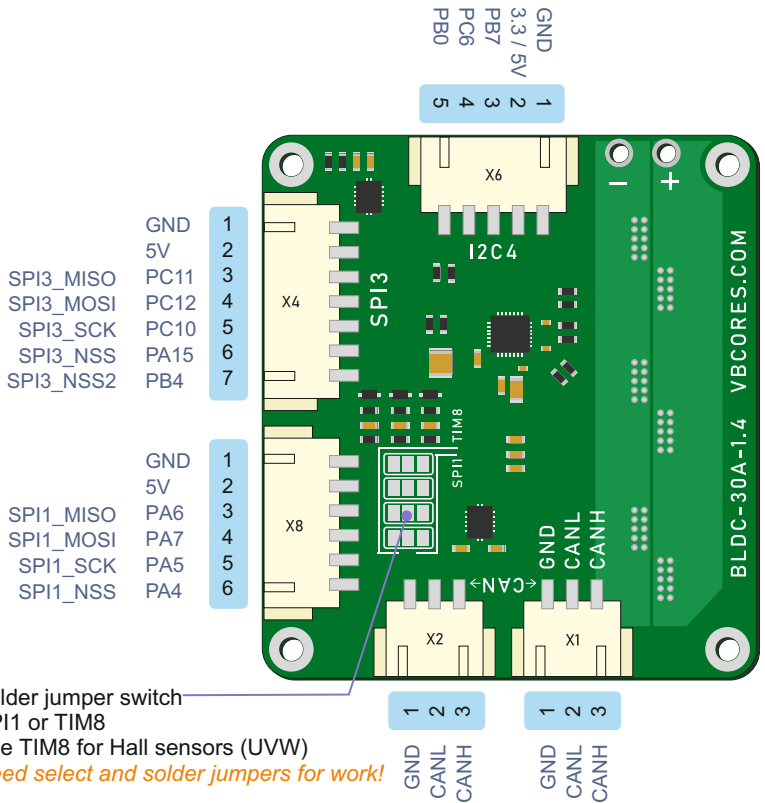 GND
3.3 / 5V
PB7
PC6
PB0
1
2
3
4
5
X6
I2C4
− +
GND 1
5V 2
SPI3_MISO PC11 3
SPI3_MOSI PC12 4
SPI3_SCK PC10 5
SPI3_NSS PA15 6
SPI3_NSS2 PB4 7
X4
SPI3
GND 1
5V 2
SPI1_MISO PA6 3
SPI1_MOSI PA7 4
SPI1_SCK PA5 5
SPI1_NSS PA4 6
X8
SPI1 TIM8
BLDC-30A-1.4 VBCORES.COM
GND
CANL
CANH
←CAN→
X2
X1
1 2 3
GND
CANL
CANH
1 2 3
GND
CANL
CANH
lder jumper switch
PI1 or TIM8
e TIM8 for Hall sensors (UVW)
eed select and solder jumpers for work!